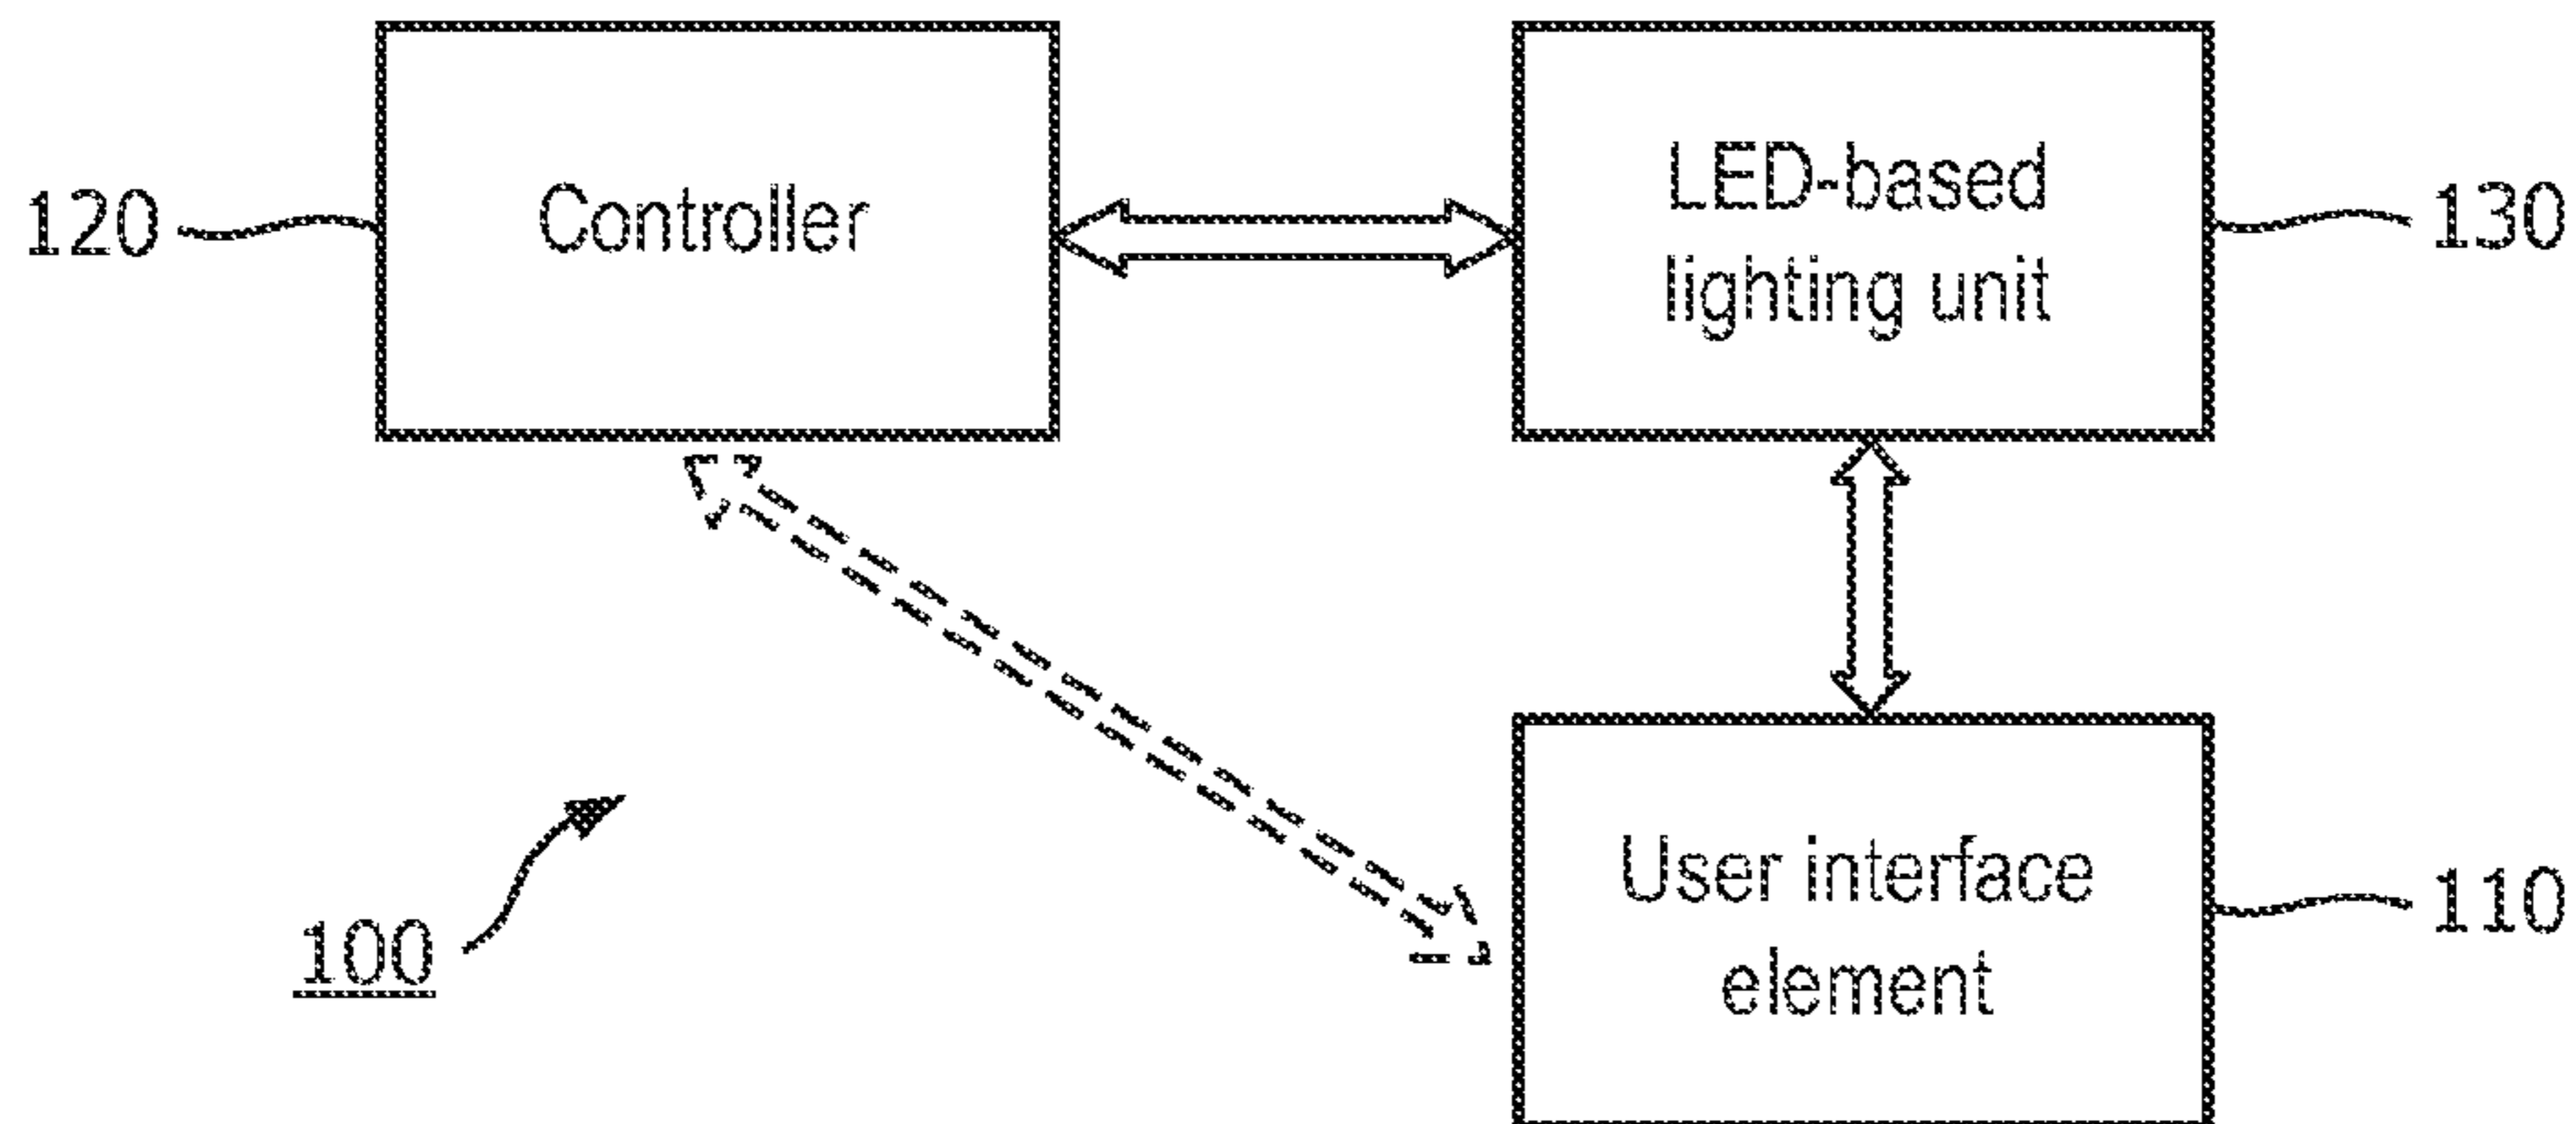 120
Controller
LED-based
lighting unit
130
100
User interface
element
110